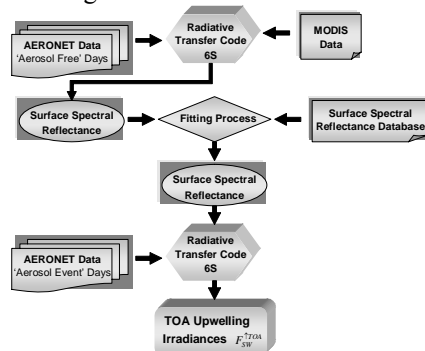 AERONET Data
'Aerosol Free' Days
Radiative
Transfer Code
6S
MODIS
Data
Surface Spectral
Reflectance
Fitting Process
Surface Spectral
Reflectance Database
Surface Spectral
Reflectance
AERONET Data
'Aerosol Event' Days
Radiative
Transfer Code
6S
TOA Upwelling
Irradiances F_{SW}^{↑TOA}